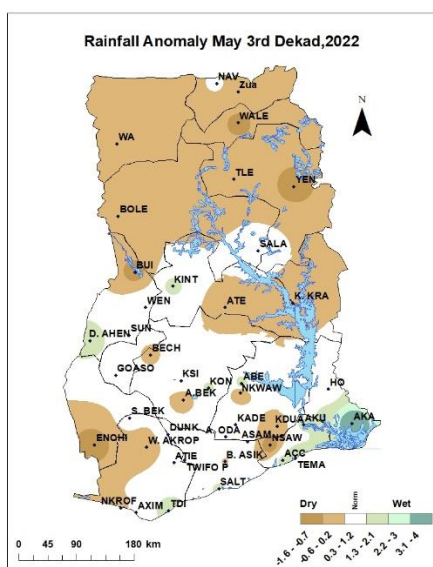 Rainfall Anomaly May 3rd Dekad,2022
NAV
Zua
N
WALE
WA
TLE
YEN
BOLE
SALA
BUI
KINT
WEN
ATE
K. KRA
D. AHEN
SUN
BECH
GOASO
KSI
KON
ABE
HO
A.BEK
NKWAW
S. BEK
DUNK
A. ODA
KADE
KDUA
AKU
AKA
ENOHI
W. AKROP
ASAM
NSAW
ATIE
TWIFO P
B. ASIK
ACC
TEMA
SALT
NKROF
AXIM
TDI
Dry
Norm
Wet
-1.6 - -0.7
-0.6 - 0.2
0.3 - 1.2
1.3 - 2.1
2.2 - 3
3.1 - 4
0 45 90 180 km